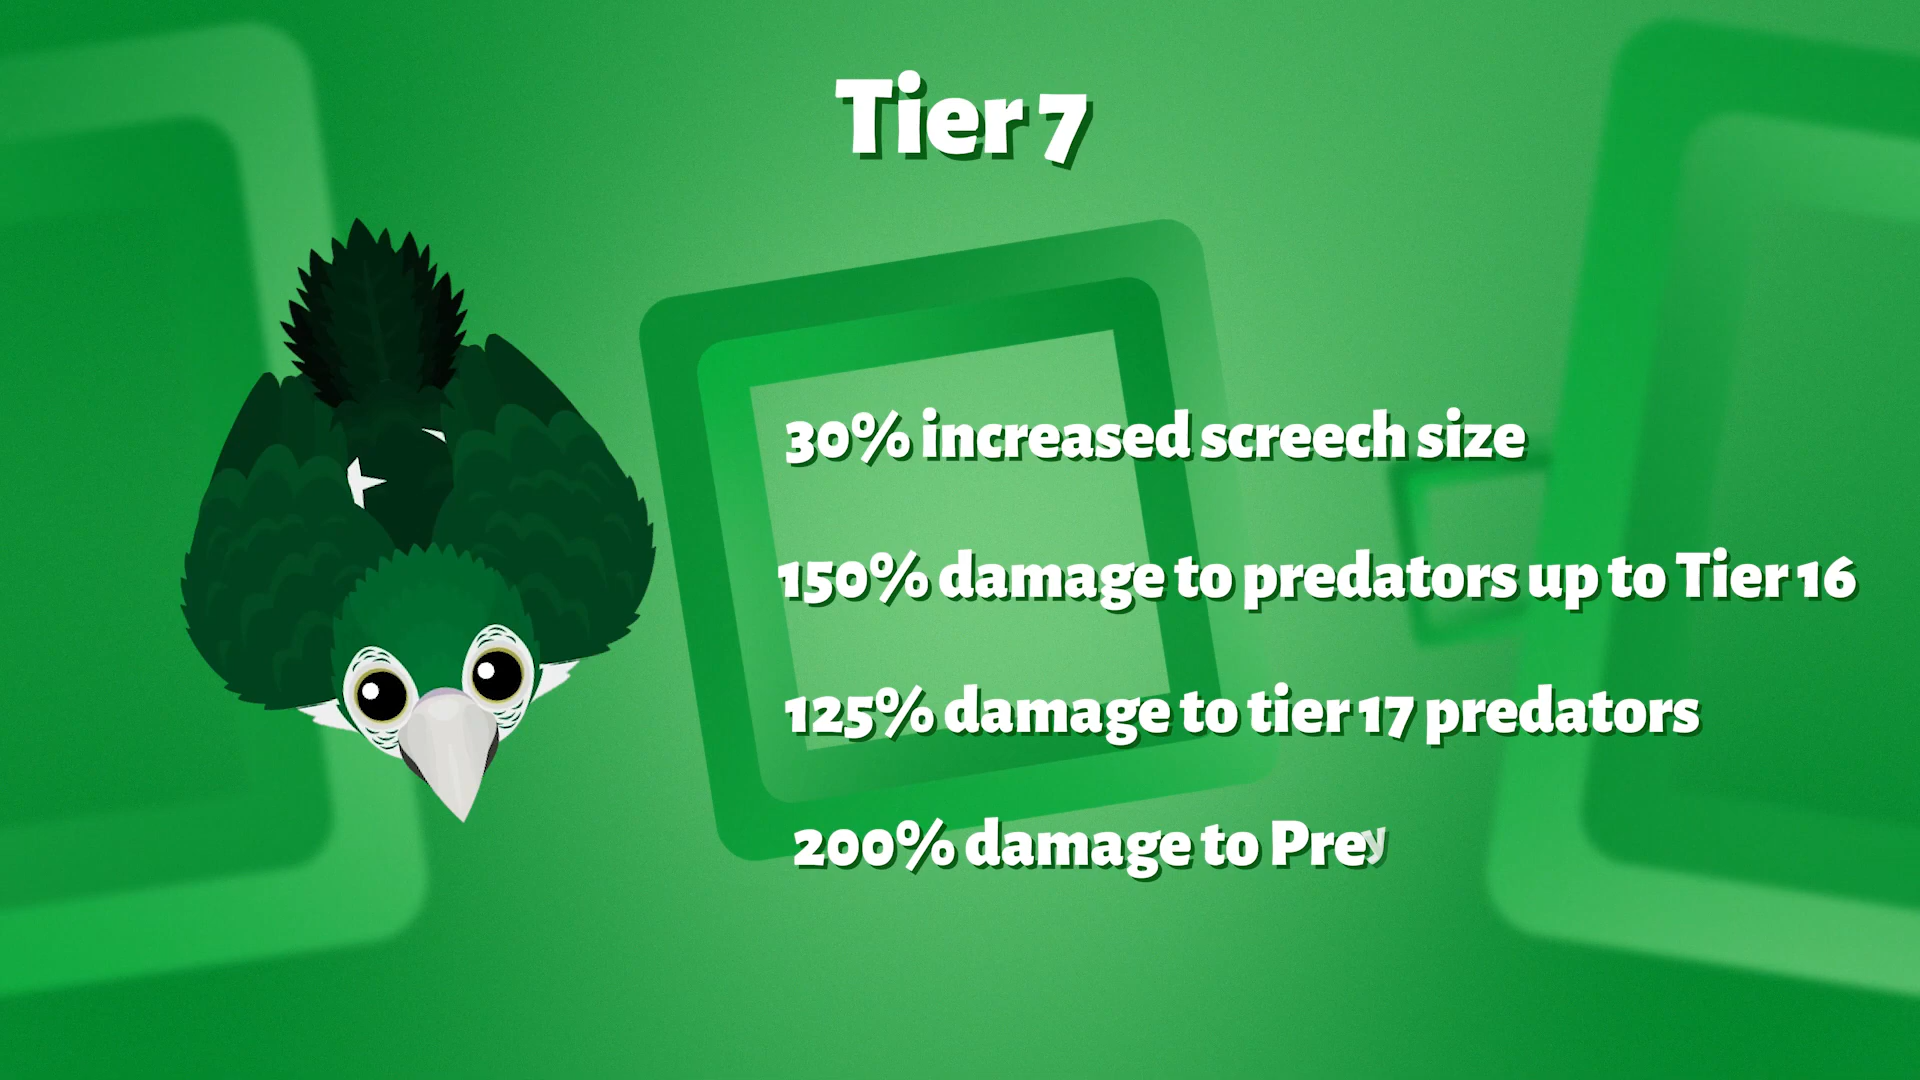 Tier 7
30% increased screech size
150% damage to predators up to Tier 16
125% damage to tier 17 predators
200% damage to Prey